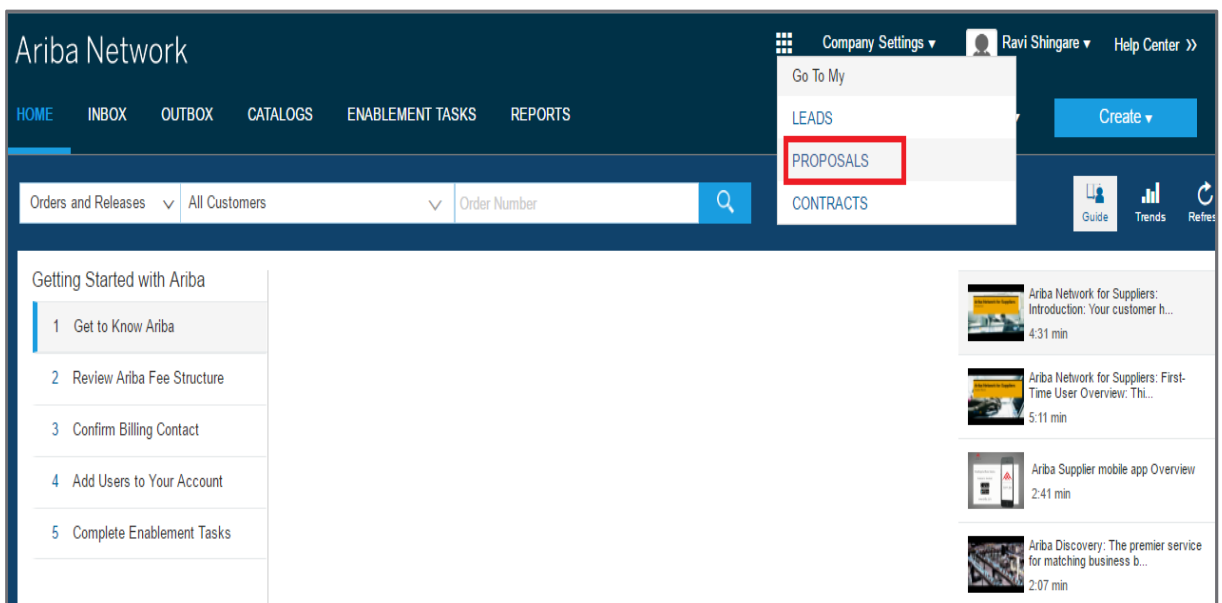 Ariba Network
Company Settings ▾
Ravi Shingare ▾
Help Center >>
Go To My
HOME
INBOX
OUTBOX
CATALOGS
ENABLEMENT TASKS
REPORTS
LEADS
Create ▾
PROPOSALS
CONTRACTS
Orders and Releases
All Customers
Order Number
Guide
Trends
Refres
Getting Started with Ariba
1 Get to Know Ariba
2 Review Ariba Fee Structure
3 Confirm Billing Contact
4 Add Users to Your Account
5 Complete Enablement Tasks
Ariba Network for Suppliers:
Introduction: Your customer h...
4:31 min
Ariba Network for Suppliers: First-
Time User Overview: Thi...
5:11 min
Ariba Supplier mobile app Overview
2:41 min
Ariba Discovery: The premier service
for matching business b...
2:07 min